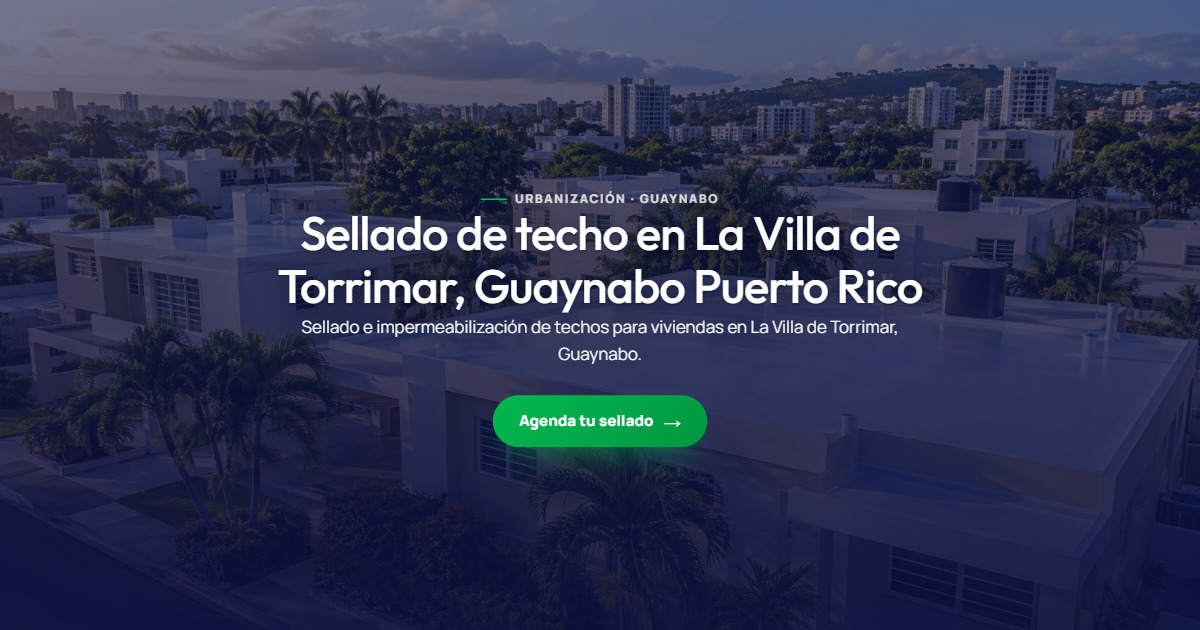 URBANIZACIÓN · GUAYNABO
Sellado de techo en La Villa de
Torrimar, Guaynabo Puerto Rico
Sellado e impermeabilización de techos para viviendas en La Villa de Torrimar,
Guaynabo.
Agenda tu sellado →